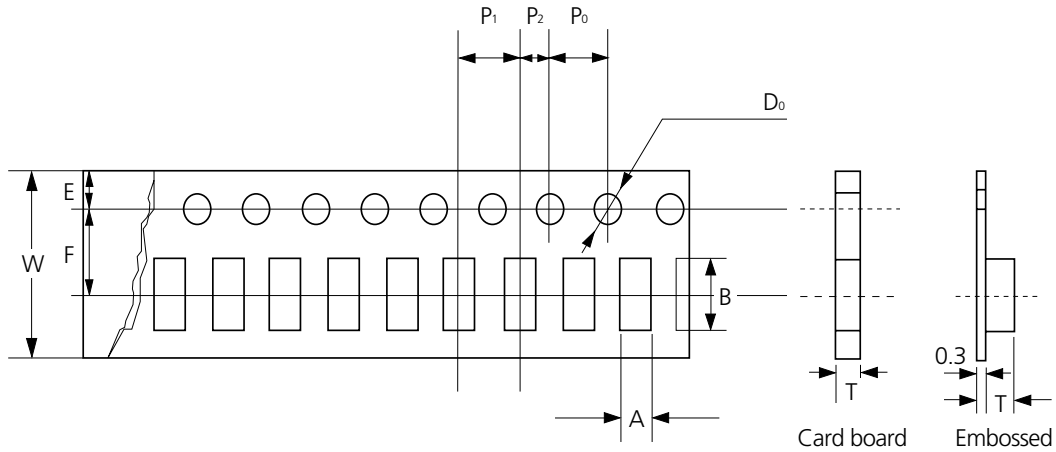 P₁ P₂ P₀
D₀
E
F
W
B
0.3
A
T
T
Card board
Embossed